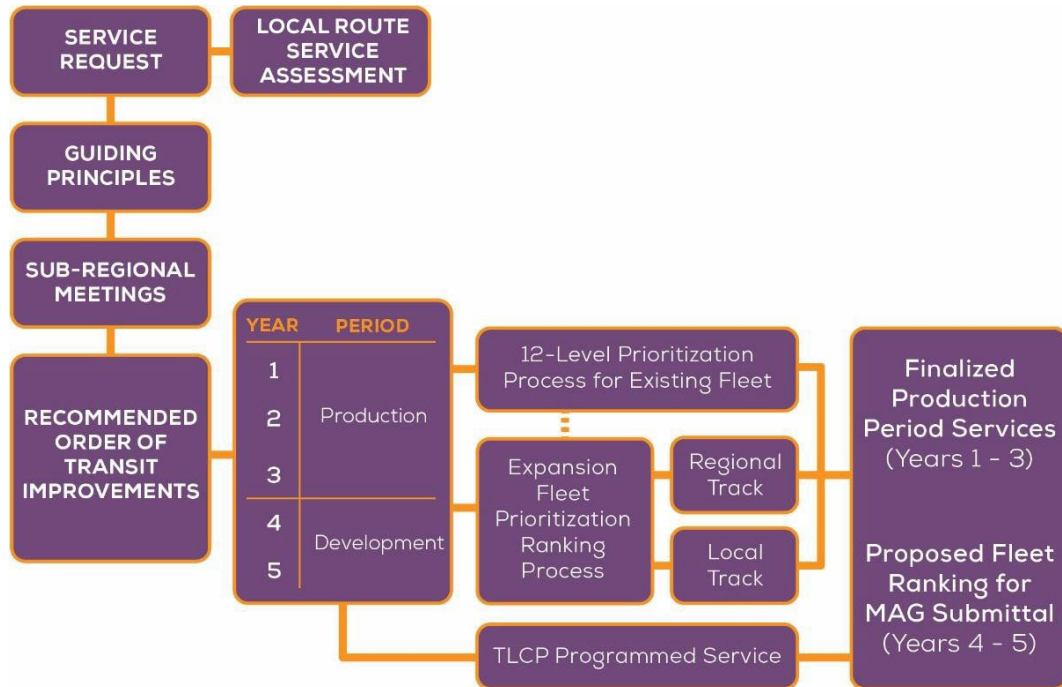 SERVICE
REQUEST
LOCAL ROUTE
SERVICE
ASSESSMENT
GUIDING
PRINCIPLES
SUB-REGIONAL
MEETINGS
RECOMMENDED
ORDER OF
TRANSIT
IMPROVEMENTS
YEAR PERIOD
1
2 Production
3
4
Development
5
12-Level Prioritization
Process for Existing Fleet
Expansion
Fleet
Prioritization
Ranking
Process
Regional
Track
Local
Track
TLCP Programmed Service
Finalized
Production
Period Services
(Years 1 - 3)
Proposed Fleet
Ranking for
MAG Submittal
(Years 4 - 5)